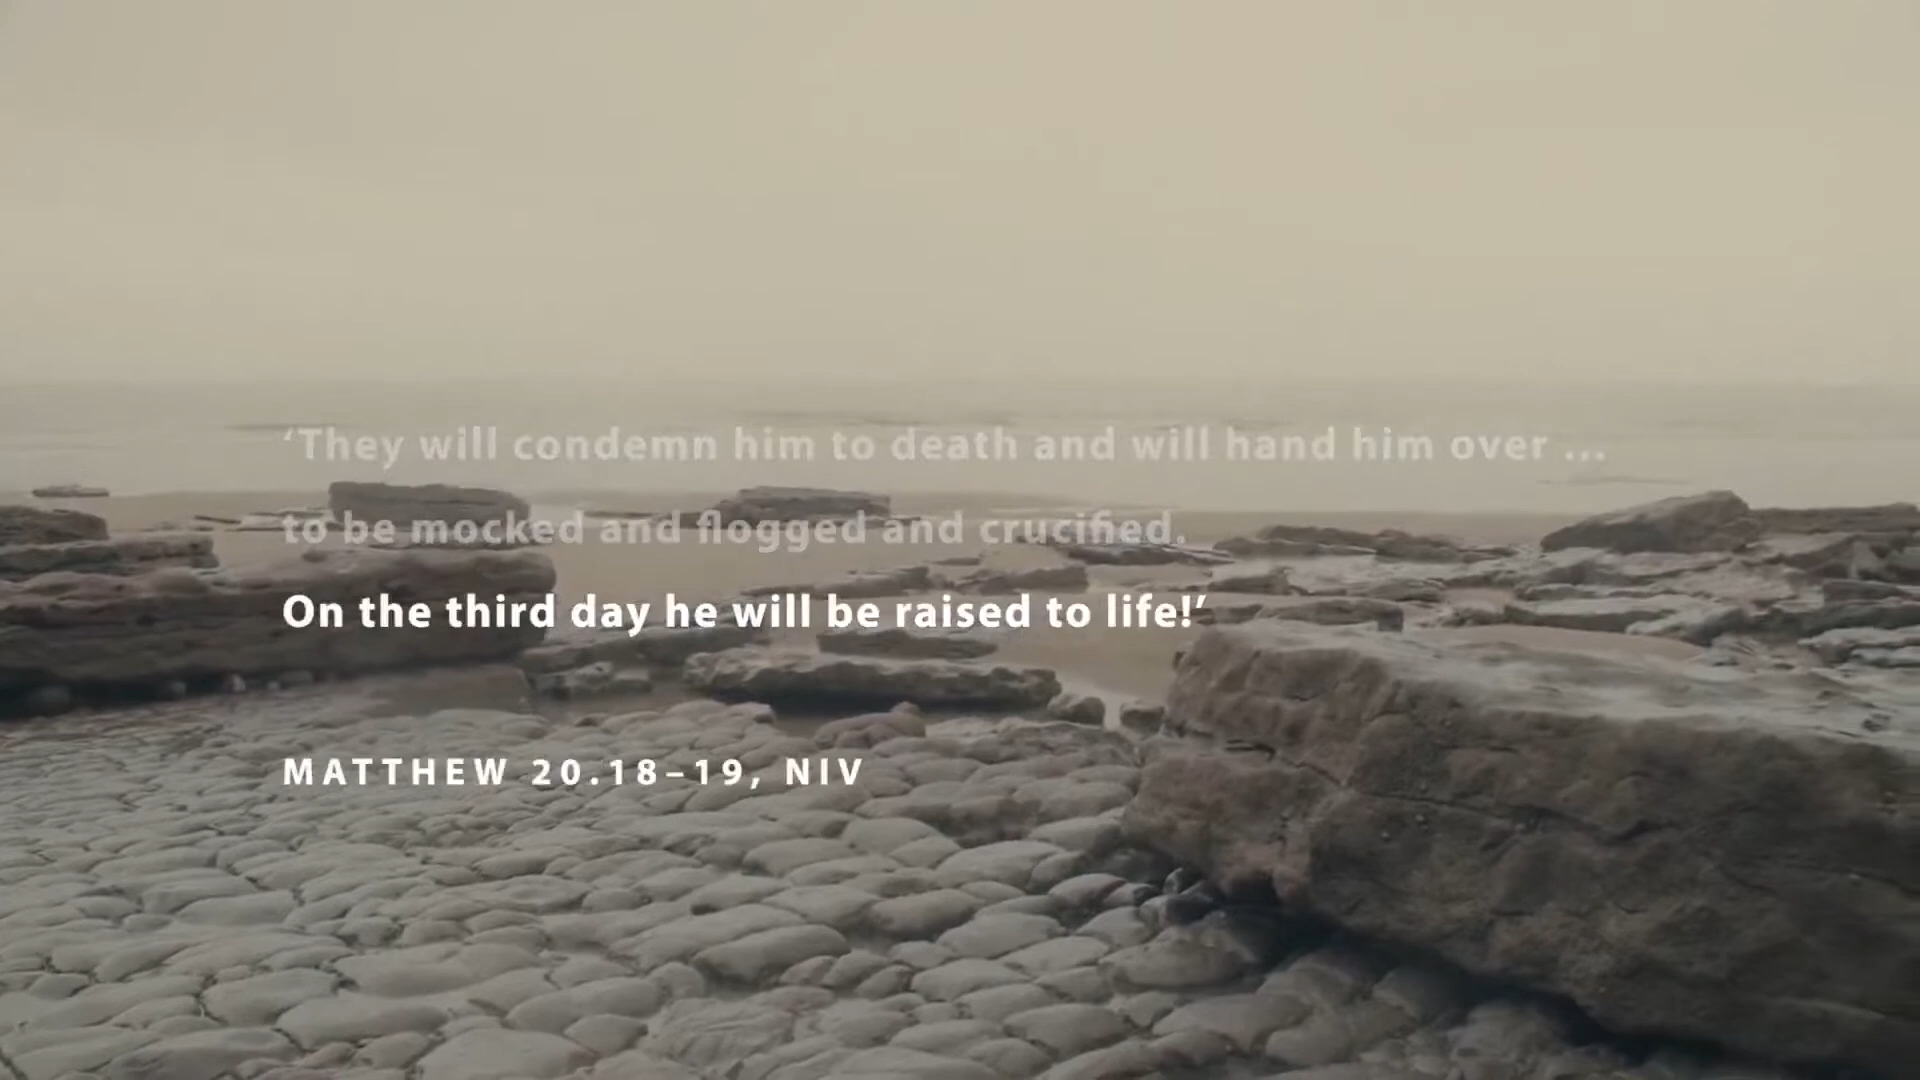 ‘They will condemn him to death and will hand him over ...
to be mocked and flogged and crucified.
On the third day he will be raised to life!’
MATTHEW 20.18–19, NIV